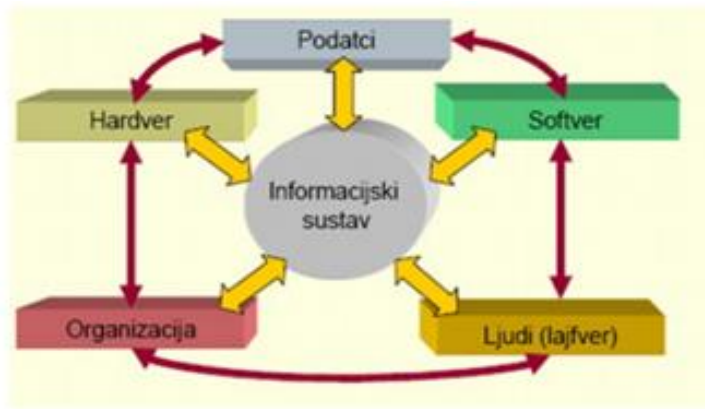 Podatci
Hardver
Softver
Informacijski
sustav
Organizacija
Ljudi (lajfver)